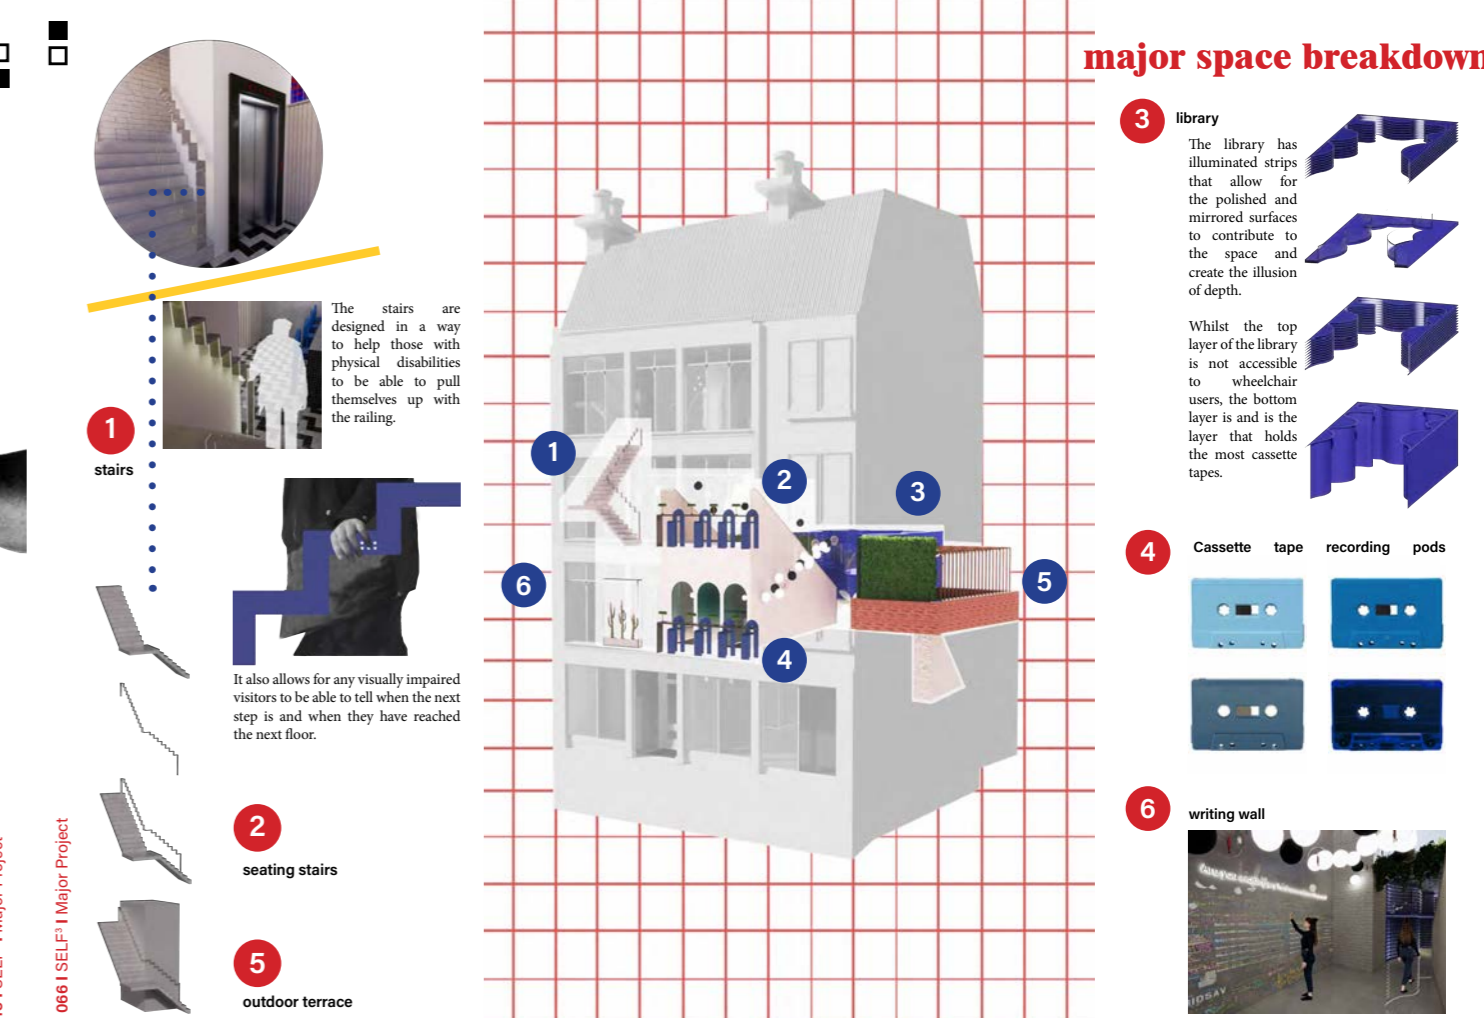 major space breakdown
The stairs are
designed in a way
to help those with
physical disabilities
to be able to pull
themselves up with
the railing.
1
stairs
It also allows for any visually impaired
visitors to be able to tell when the next
step is and when they have reached
the next floor.
2
seating stairs
5
outdoor terrace
066 I SELF³ I Major Project
1
2
3
4
5
6
3
library
The library has
illuminated strips
that allow for
the polished and
mirrored surfaces
to contribute to
the space and
create the illusion
of depth.
Whilst the top
layer of the library
is not accessible
to wheelchair
users, the bottom
layer is and is the
layer that holds
the most cassette
tapes.
4
Cassette tape recording pods
6
writing wall